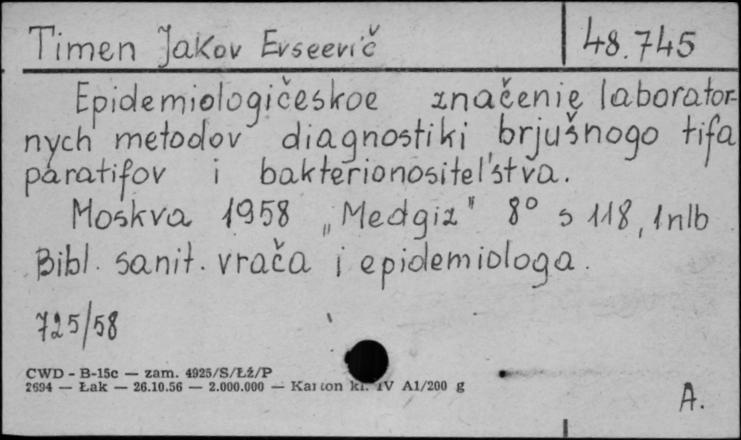 Timen Jakov Evseevič 48.745
Epidemiologičeskoe značenie laborator-
nych metodov diagnostiki brjušnogo tifa
paratifov i bakterionositel'stva.
Moskva 1958 „Medgiz" 8° s 118, 1nlb
Bibl. sanit. vrača i epidemiologa.
725/58
CWD - B-15c — zam. 4925/S/Łź/P
2694 — Łak — 26.10.56 — 2.000.000 — Karton kl. IV A1/200 g
A.